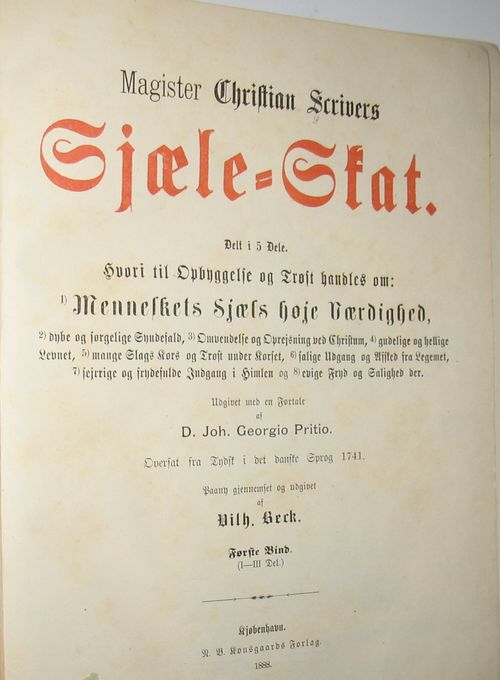 Magister Christian Scrivers
Sjæle-Skat.
Delt i 5 Dele.
Hvori til Opbyggelse og Trøst handles om:
1) Menneskets Sjæls høje Værdighed,
2) dybe og sørgelige Syndefald, 3) Omvendelse og Oprejsning ved Christum, 4) gudelige og hellige
Levnet, 5) mange Slags Kors og Trøst under Korset, 6) salige Udgang og Afsked fra Legemet,
7) sejerrige og frydefulde Indgang i Himlen og 8) evige Fryd og Salighed der.
Udgivet med en Fortale
af
D. Joh. Georgio Pritio.
Oversat fra Tydsk i det danske Sprog 1741.
Paany gjennemset og udgivet
af
Vilh. Beck.
Første Bind.
(I—III Del.)
Kjøbenhavn.
N. B. Kousgaards Forlag.
1888.